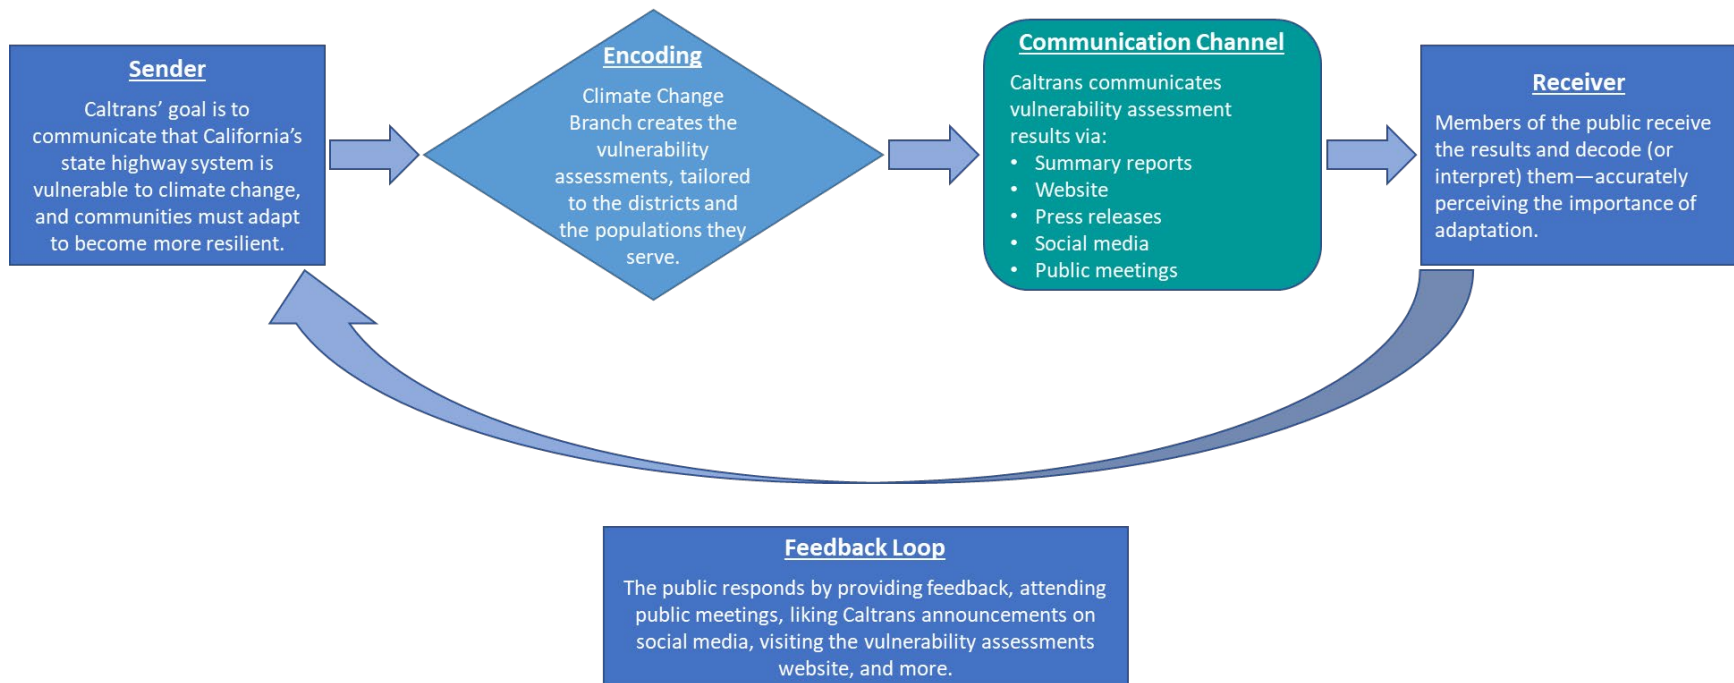 Sender
Caltrans’ goal is to
communicate that California’s
state highway system is
vulnerable to climate change,
and communities must adapt
to become more resilient.
Encoding
Climate Change
Branch creates the
vulnerability
assessments, tailored
to the districts and
the populations they
serve.
Communication Channel
Caltrans communicates
vulnerability assessment
results via:
• Summary reports
• Website
• Press releases
• Social media
• Public meetings
Receiver
Members of the public receive
the results and decode (or
interpret) them—accurately
perceiving the importance of
adaptation.
Feedback Loop
The public responds by providing feedback, attending
public meetings, liking Caltrans announcements on
social media, visiting the vulnerability assessments
website, and more.